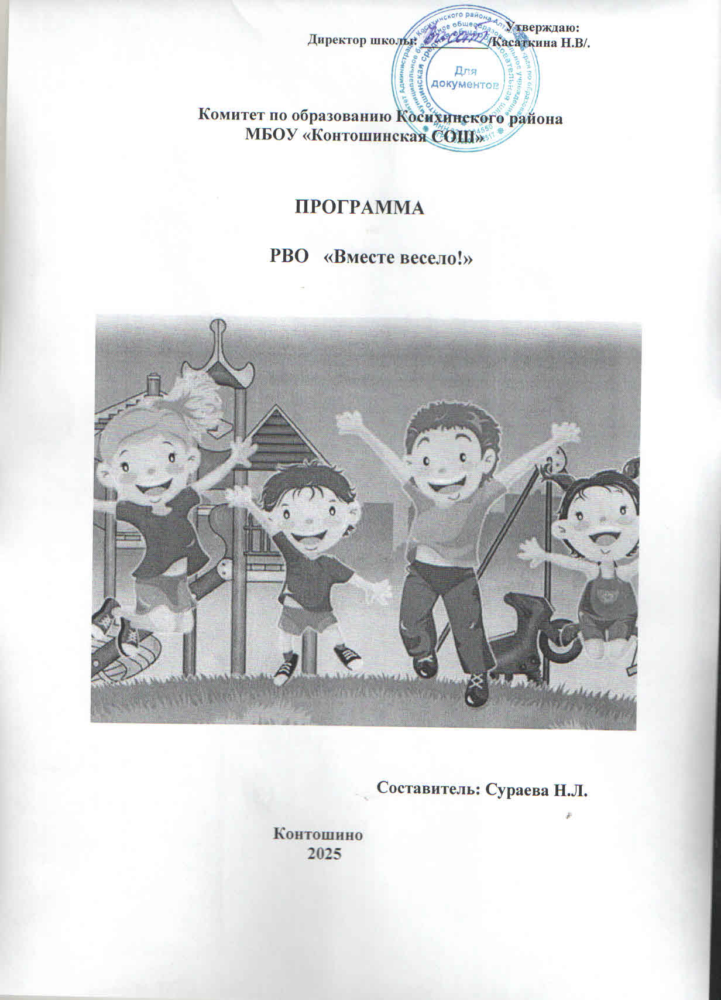 Утверждаю:
Директор школы: __________/Касаткина Н.В/.
Для
документов
Комитет по образованию Косихинского района
МБОУ «Контошинская СОШ»
ПРОГРАММА
РВО «Вместе весело!»
Составитель: Сураева Н.Л.
Контошино
2025